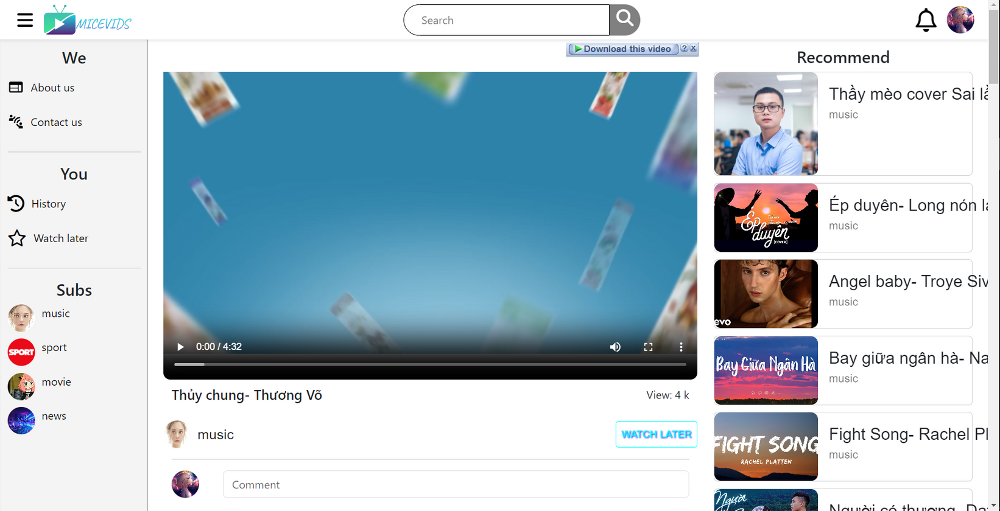 MICEVIDS
Search
We
About us
Contact us
You
History
Watch later
Subs
music
SPORT
sport
movie
news
Download this video
?
x
0:00 / 4:32
Thủy chung- Thương Võ
View: 4 k
music
WATCH LATER
Comment
Recommend
Thầy mèo cover Sai
music
Ép duyên
[COVER]
Ép duyên- Long nón
music
evo
Angel baby- Troye Siv
music
Bay Giữa Ngân Hà
Bay giữa ngân hà- Na
music
FIGHT SONG
RACHEL PLATTEN
Fight Song- Rachel Pl
music
Người
Người có thương- Da